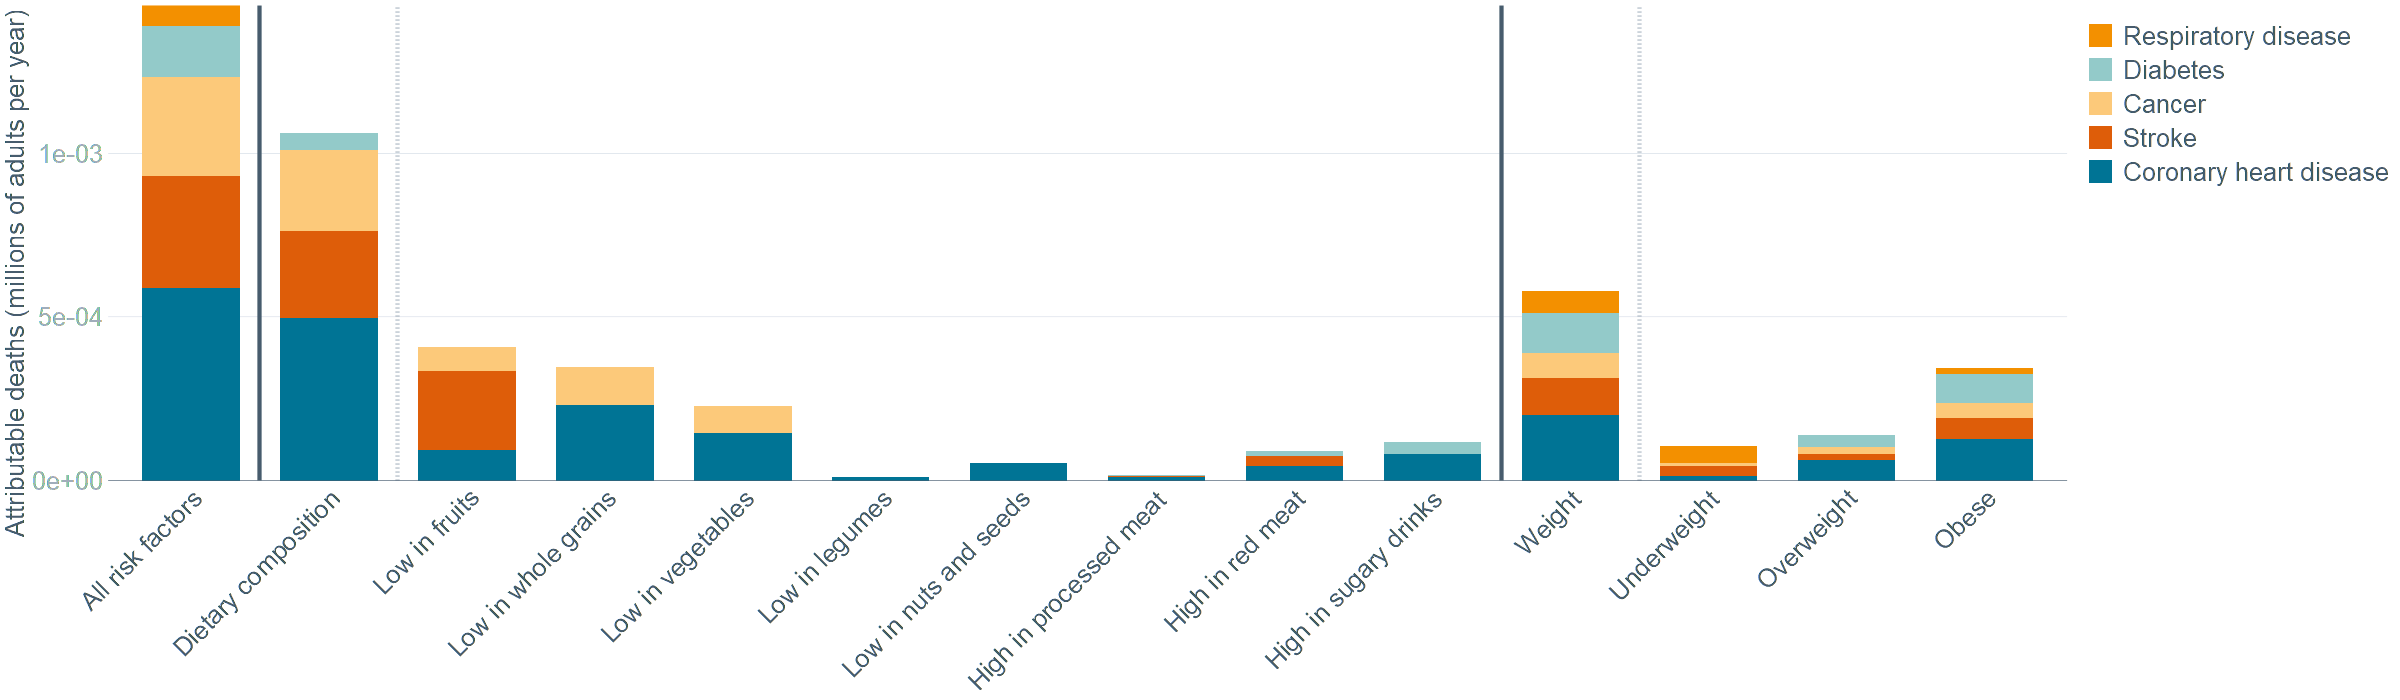 Attributable deaths (millions of adults per year)
1e-03
5e-04
0e+00
All risk factors
Dietary composition
Low in fruits
Low in whole grains
Low in vegetables
Low in legumes
Low in nuts and seeds
High in processed meat
High in red meat
High in sugary drinks
Weight
Underweight
Overweight
Obese
Respiratory disease
Diabetes
Cancer
Stroke
Coronary heart disease